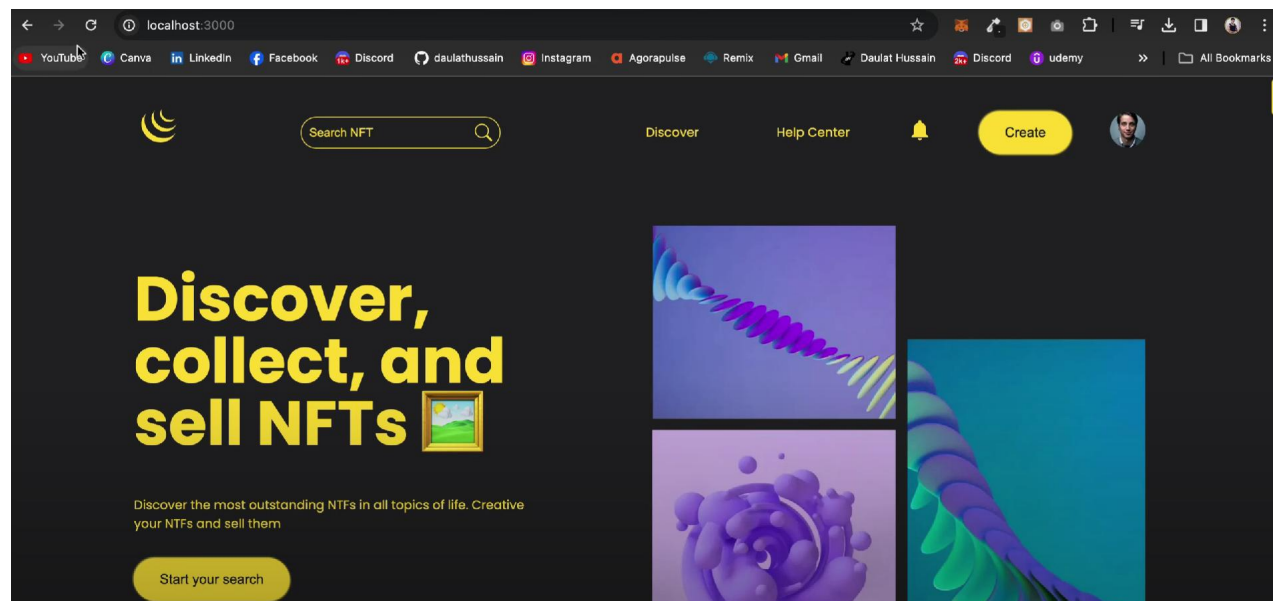 localhost:3000
YouTube Canva LinkedIn Facebook Discord daulathussain Instagram Agorapulse Remix Gmail Daulat Hussain Discord udemy » All Bookmarks
Search NFT Discover Help Center Create
Discover,
collect, and
sell NFTs
Discover the most outstanding NTFs in all topics of life. Creative
your NTFs and sell them
Start your search